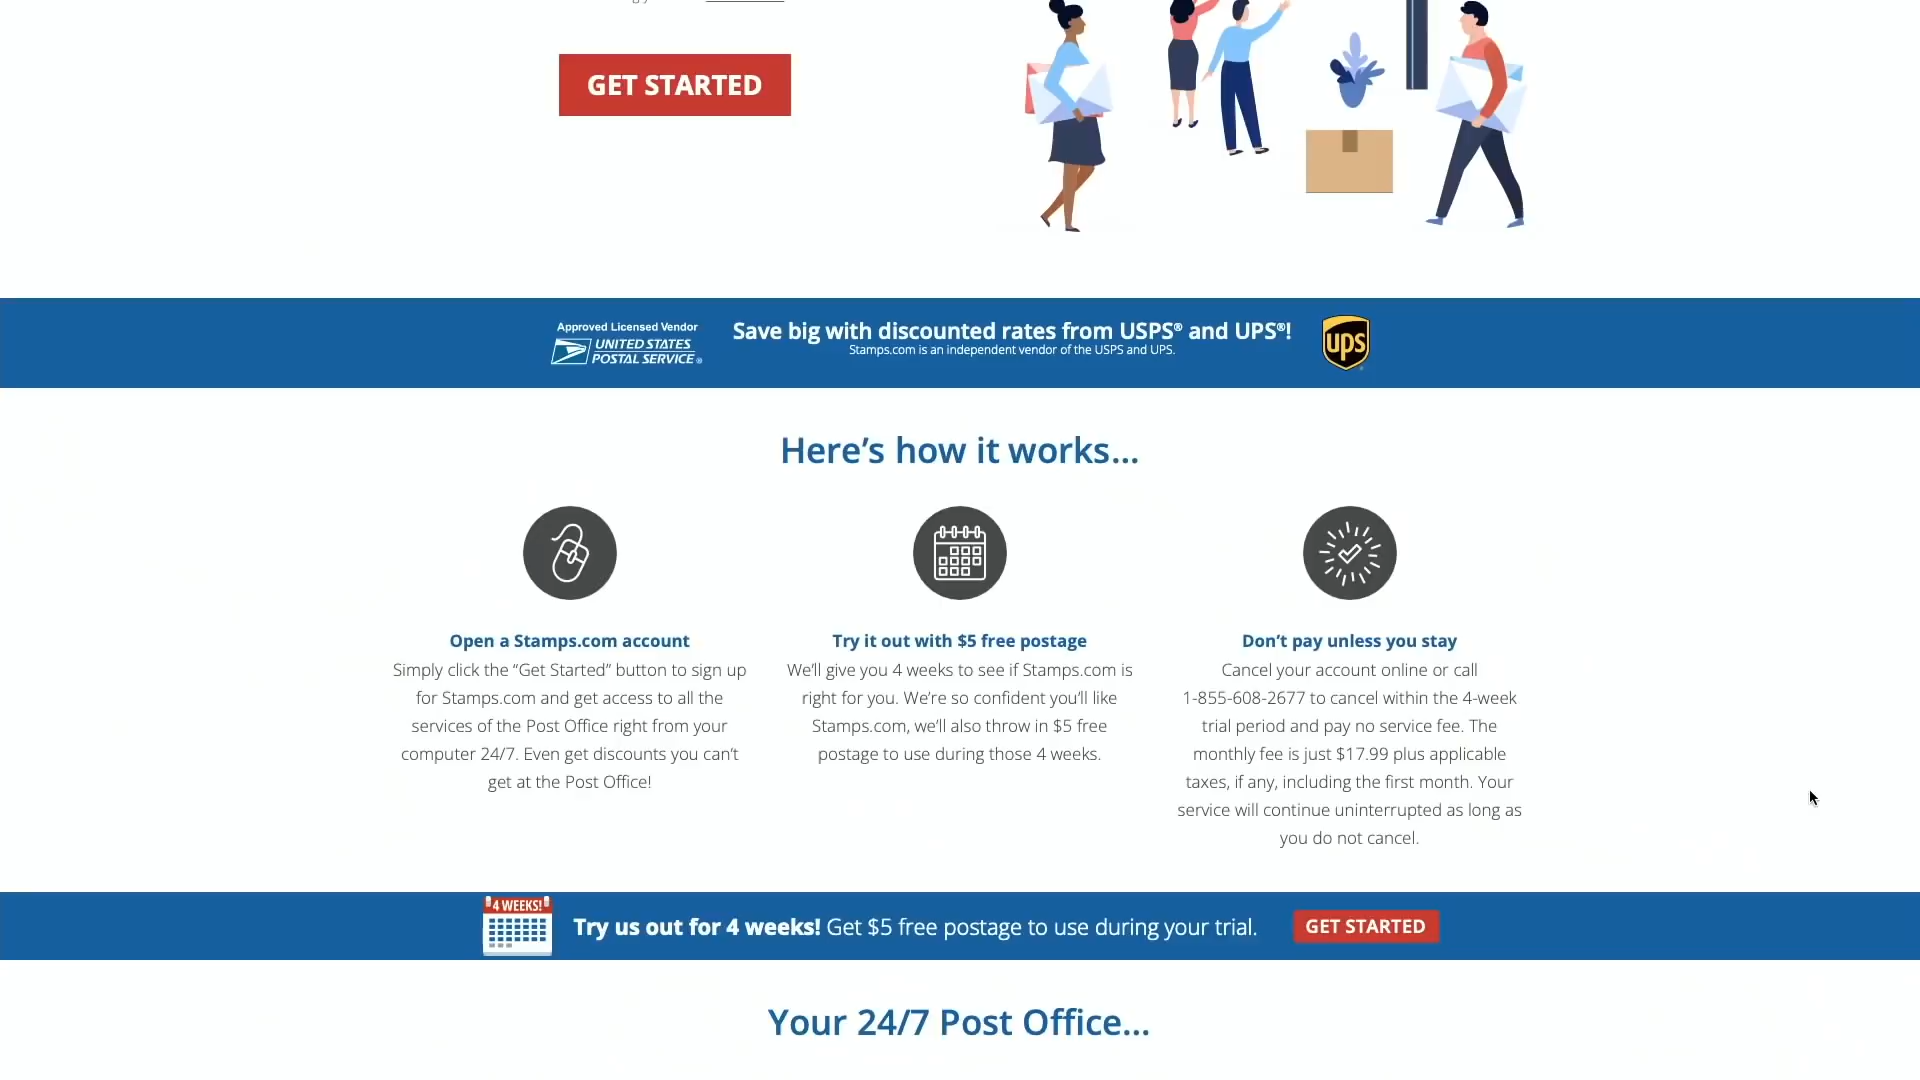 GET STARTED
Approved Licensed Vendor
UNITED STATES
POSTAL SERVICE®
Save big with discounted rates from USPS® and UPS®!
Stamps.com is an independent vendor of the USPS and UPS.
ups
Here’s how it works...
Open a Stamps.com account
Simply click the “Get Started” button to sign up
for Stamps.com and get access to all the
services of the Post Office right from your
computer 24/7. Even get discounts you can’t
get at the Post Office!
Try it out with $5 free postage
We’ll give you 4 weeks to see if Stamps.com is
right for you. We’re so confident you’ll like
Stamps.com, we’ll also throw in $5 free
postage to use during those 4 weeks.
Don’t pay unless you stay
Cancel your account online or call
1-855-608-2677 to cancel within the 4-week
trial period and pay no service fee. The
monthly fee is just $17.99 plus applicable
taxes, if any, including the first month. Your
service will continue uninterrupted as long as
you do not cancel.
4 WEEKS!
Try us out for 4 weeks! Get $5 free postage to use during your trial.
GET STARTED
Your 24/7 Post Office...